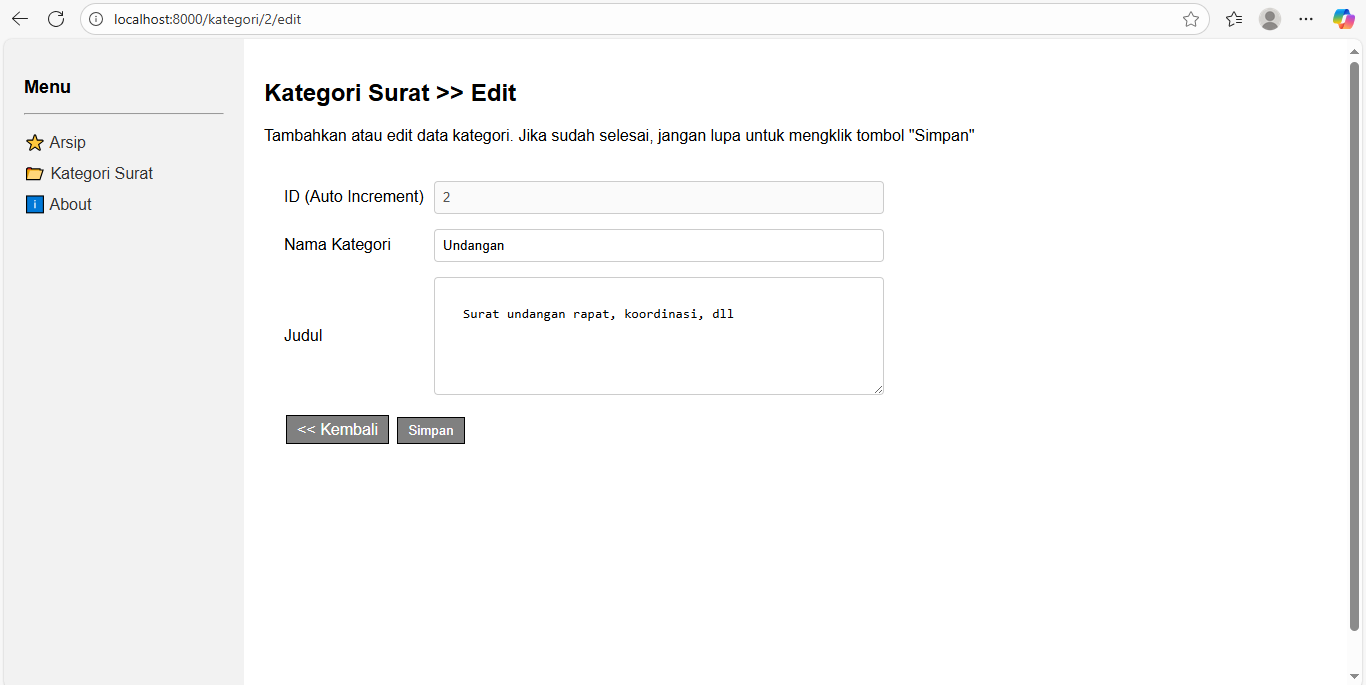 localhost:8000/kategori/2/edit
Menu
Arsip
Kategori Surat
i About
Kategori Surat >> Edit
Tambahkan atau edit data kategori. Jika sudah selesai, jangan lupa untuk mengklik tombol "Simpan"
ID (Auto Increment) 2
Nama Kategori Undangan
Judul Surat undangan rapat, koordinasi, dll
<< Kembali Simpan